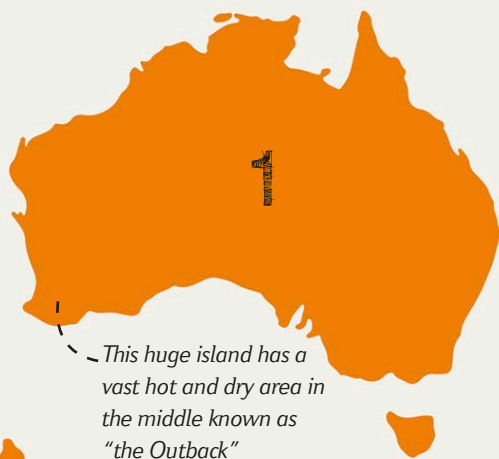 1
This huge island has a
vast hot and dry area in
the middle known as
“the Outback”